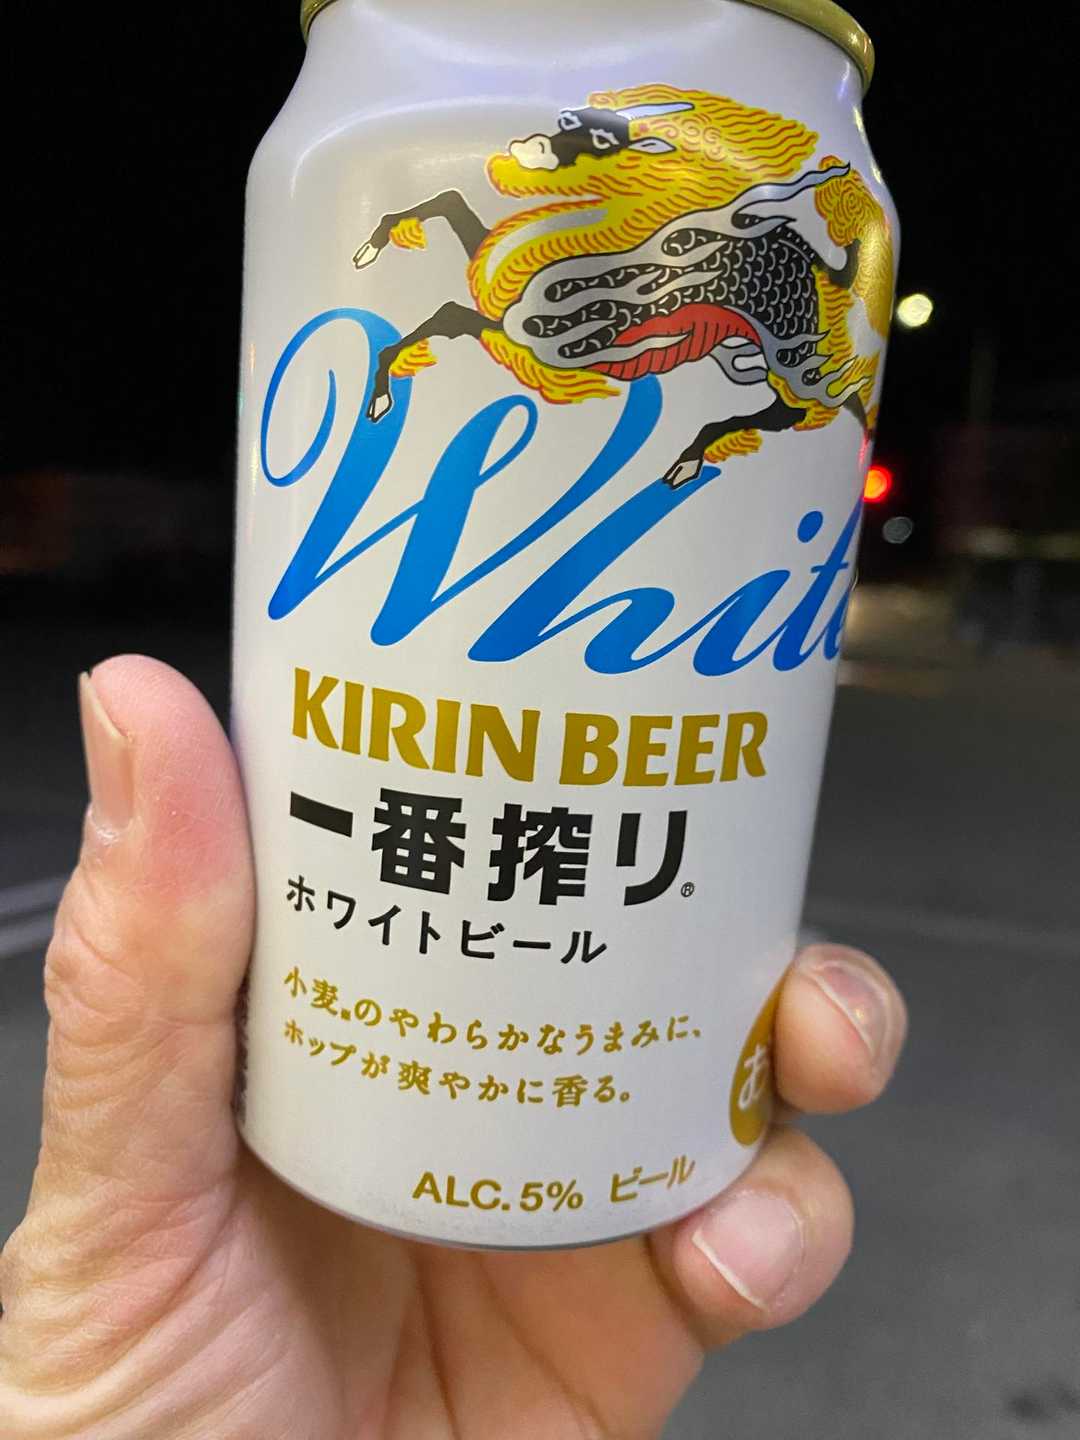 White
KIRIN BEER
一番搾り®
ホワイトビール
小麦のやわらかなうまみに、
ホップが爽やかに香る。
お
ALC.5% ビール